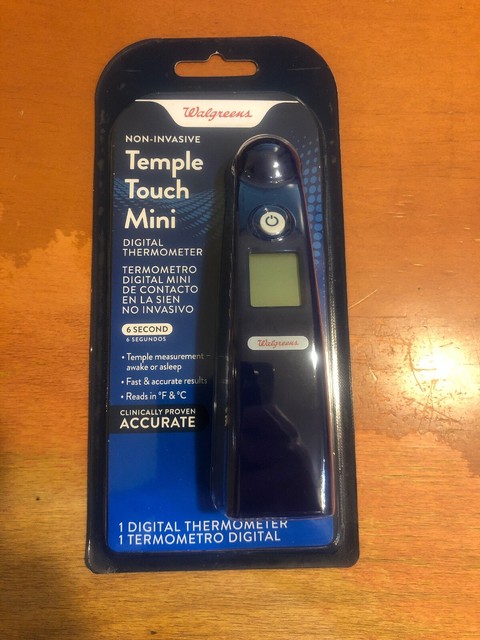 Walgreens
NON-INVASIVE
Temple
Touch
Mini
DIGITAL
THERMOMETER
TERMOMETRO
DIGITAL MINI
DE CONTACTO
EN LA SIEN
NO INVASIVO
6 SECOND
6 SEGUNDOS
• Temple measurement –
awake or asleep
• Fast & accurate results
• Reads in °F & °C
CLINICALLY PROVEN
ACCURATE
Walgreens
1 DIGITAL THERMOMETER
1 TERMOMETRO DIGITAL